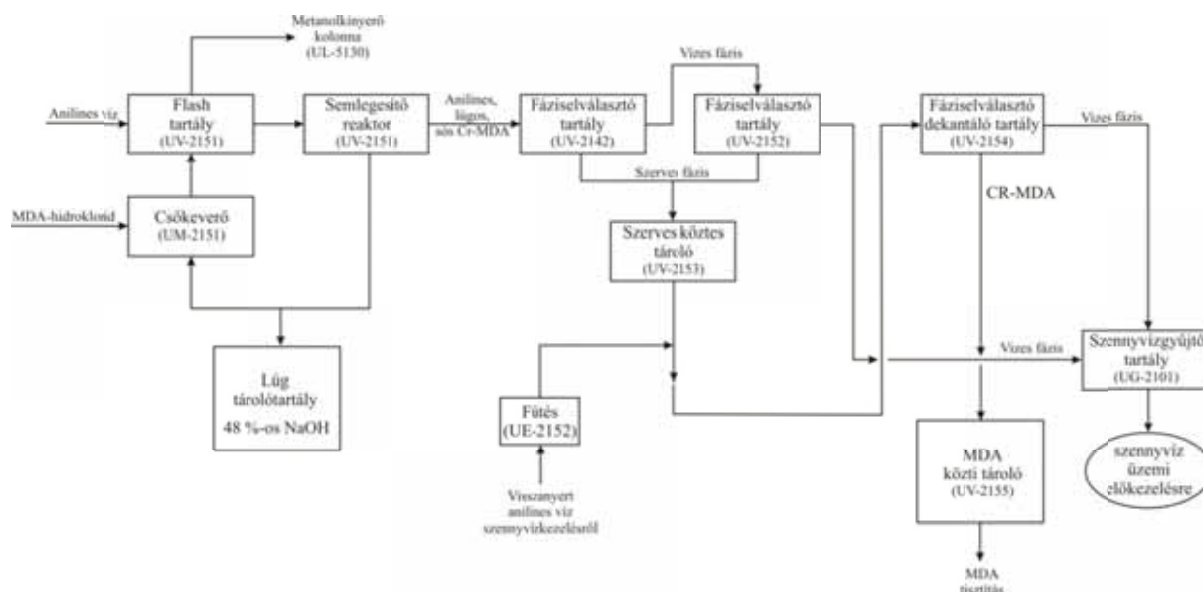 Metanolkinyerő
kolonna
(UL-5130)
Vizes fázis
Anilines víz
Flash
tartály
(UV-2151)
Semlegesítő
reaktor
(UV-2151)
Anilines,
lúgos,
sós Cr-MDA
Fáziselválasztó
tartály
(UV-2142)
Fáziselválasztó
tartály
(UV-2152)
Fáziselválasztó
dekantáló tartály
(UV-2154)
Vizes fázis
Szerves fázis
CR-MDA
MDA-hidroklorid
Csőkeverő
(UM-2151)
Szerves köztes
tároló
(UV-2153)
Lúg
tárolótartály
48 %-os NaOH
Fűtés
(UE-2152)
Vizes fázis
Szennyvízgyűjtő
tartály
(UG-2101)
Visszanyert
anilines víz
szennyvízkezelésről
MDA
közti tároló
(UV-2155)
szennyvíz
üzemi
előkezelésre
MDA
tisztítás